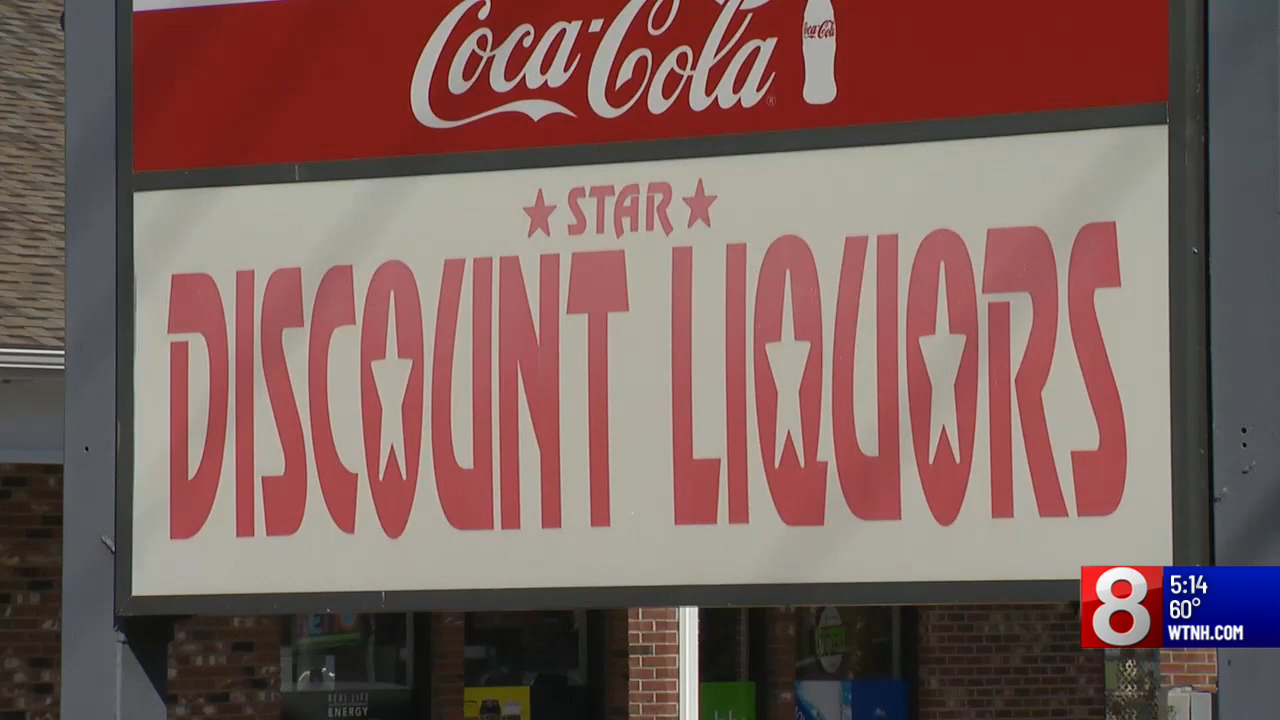 Coca-Cola
Coca-Cola
★ STAR ★
DISCOUNT LIQUORS
8
5:14
60°
WTNH.COM
REAL LIFE
ENERGY